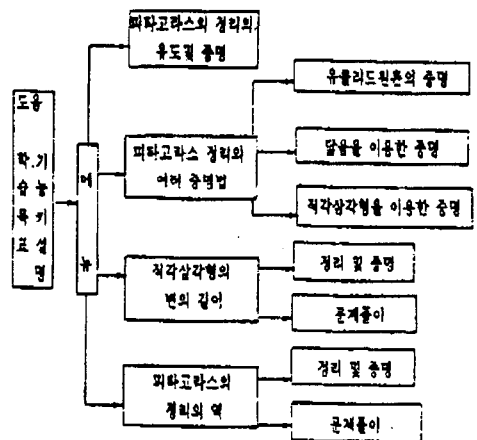 피타고라스의 정리의
유도및 증명
유클리드원론의 증명
도움
학.기
습능
목키
표설
명
메
뉴
피타고라스 정리의
여러 증명법
닮음을 이용한 증명
직각삼각형을 이용한 증명
직각삼각형의
변의 길이
정리 및 증명
문제풀이
피타고라스의
정리의 역
정리 및 증명
문제풀이